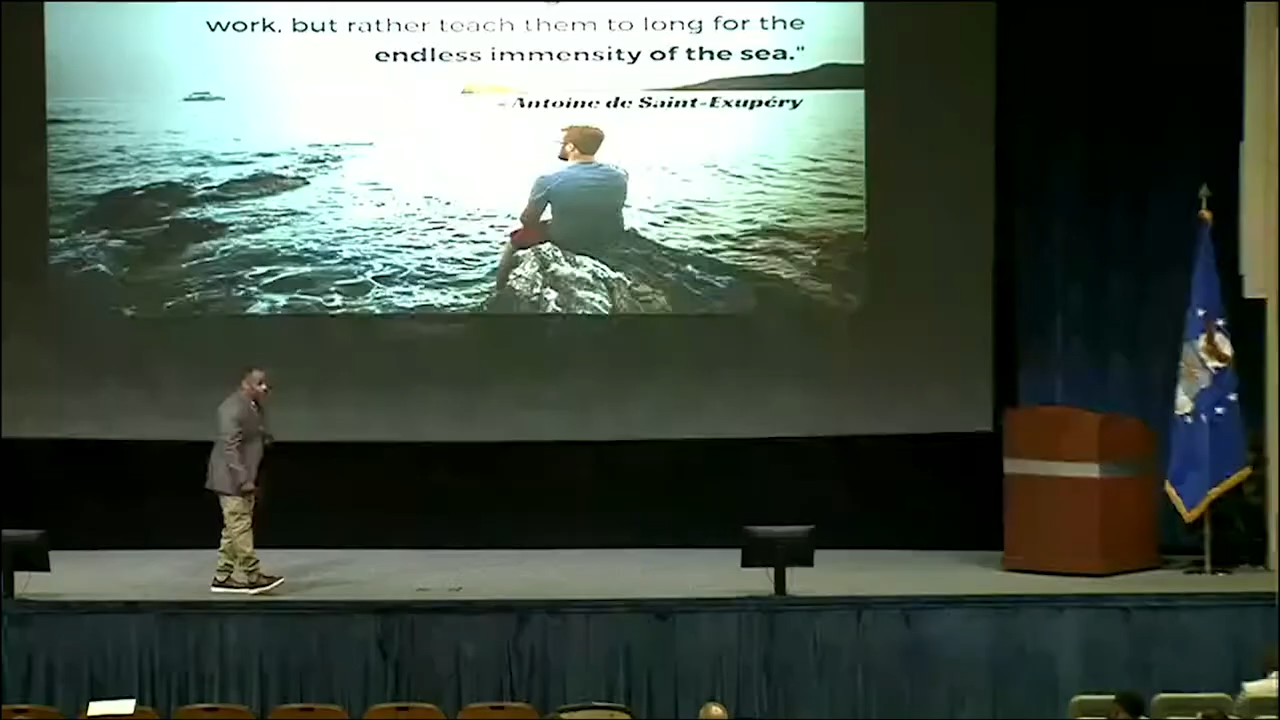 work, but rather teach them to long for the
endless immensity of the sea."
- Antoine de Saint-Exupéry